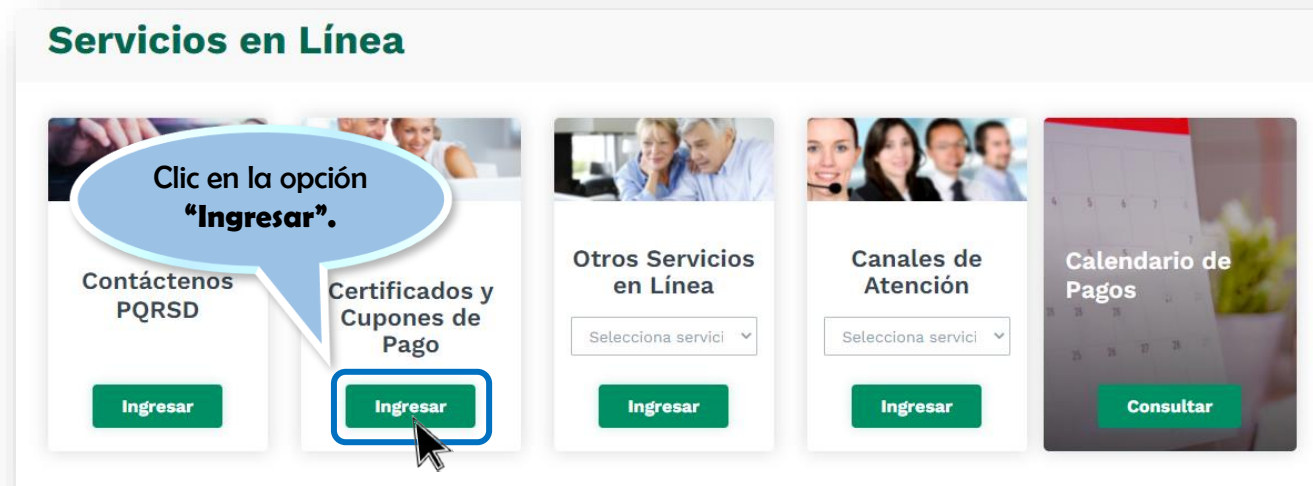 Servicios en Línea
Clic en la opción
“Ingresar”.
Contáctenos
PQRSD
Ingresar
Certificados y
Cupones de
Pago
Ingresar
Otros Servicios
en Línea
Selecciona servici
Ingresar
Canales de
Atención
Selecciona servici
Ingresar
Calendario de
Pagos
Consultar